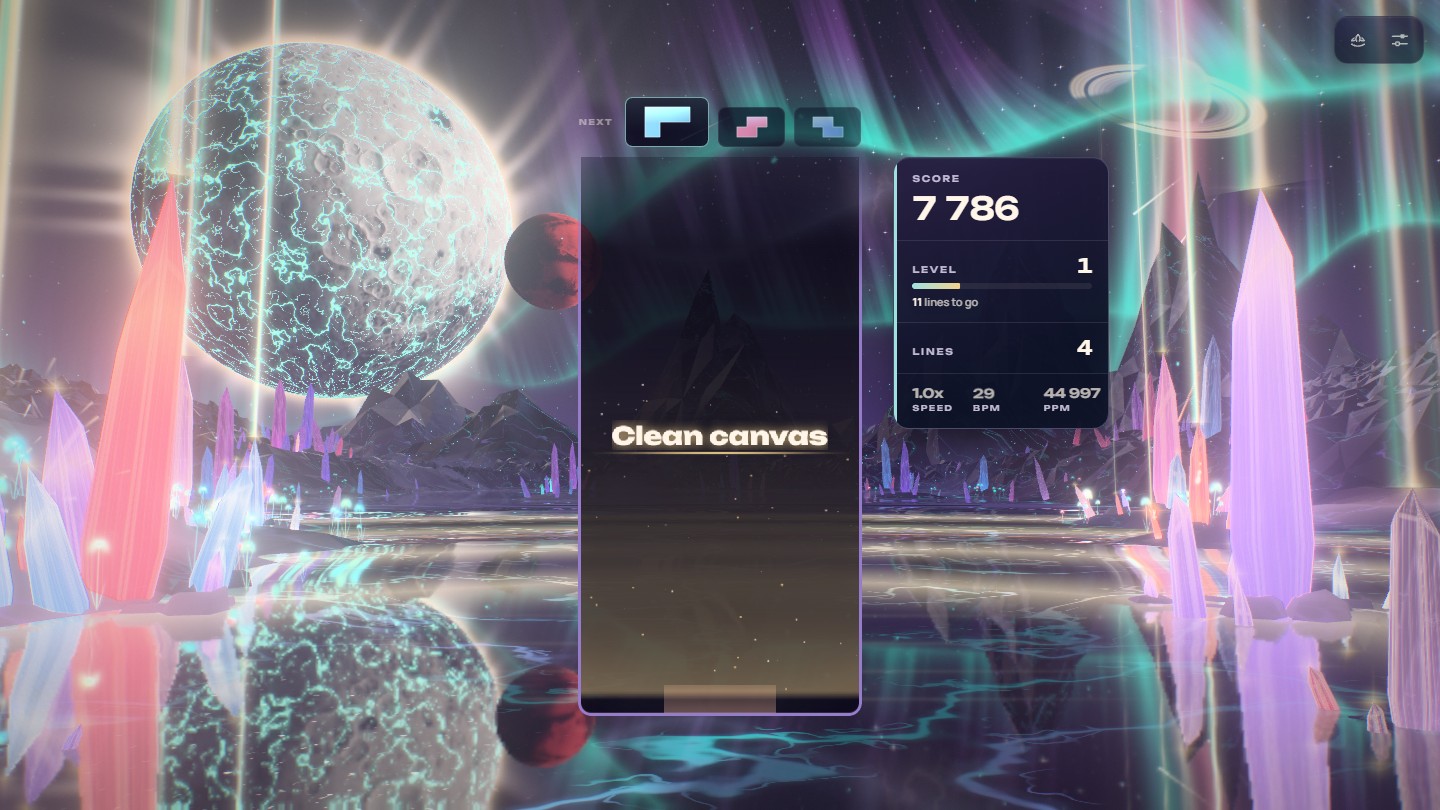 NEXT
SCORE
7 786
LEVEL 1
11 lines to go
LINES 4
1.0x 29 44 997
SPEED BPM PPM
Clean canvas